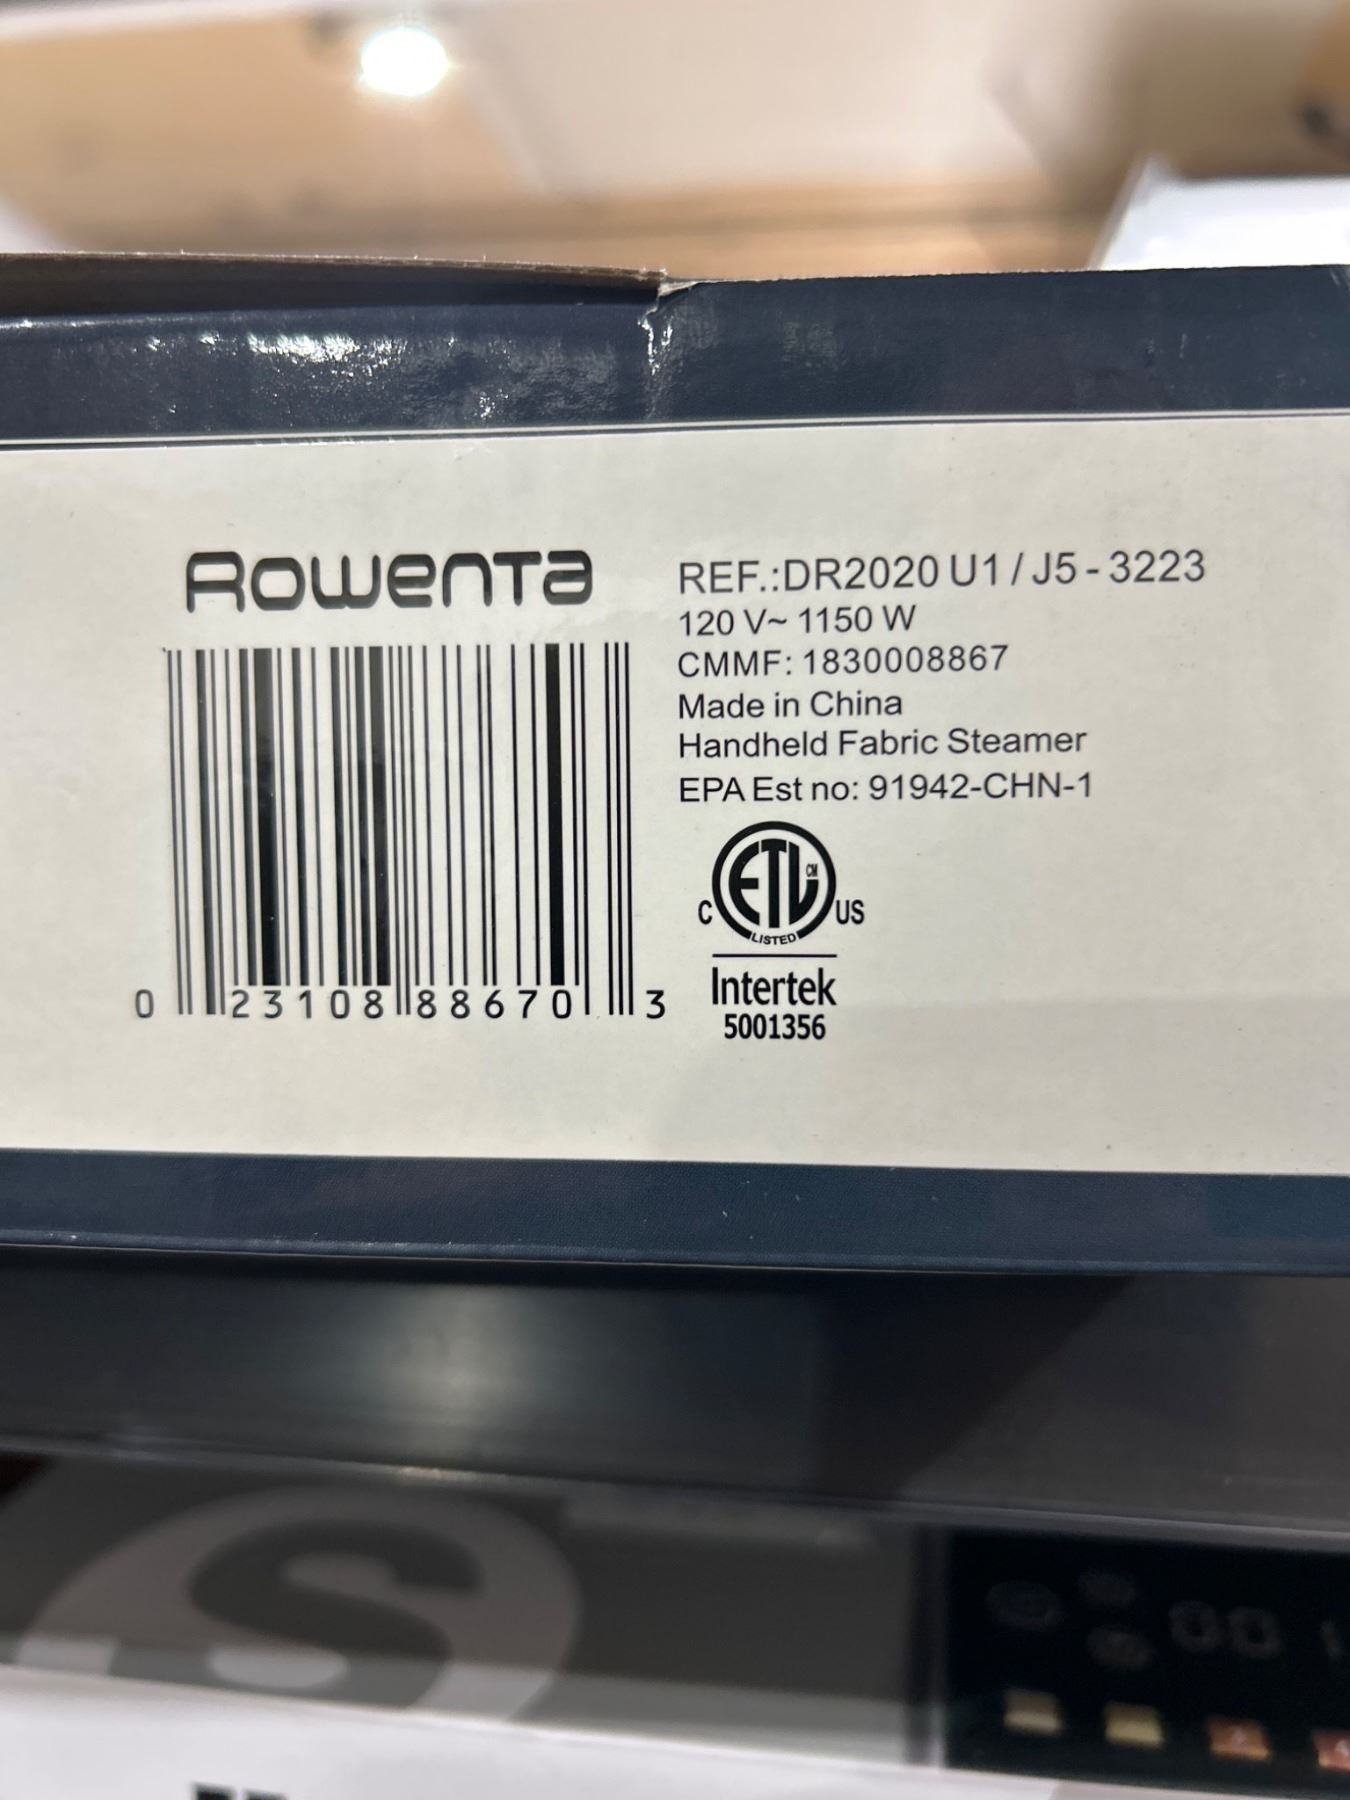 Rowenta
REF.:DR2020 U1 / J5 - 3223
120 V~ 1150 W
CMMF: 1830008867
Made in China
Handheld Fabric Steamer
EPA Est no: 91942-CHN-1
0 23108 88670 3
ETL CM
C US
LISTED
Intertek
5001356
S